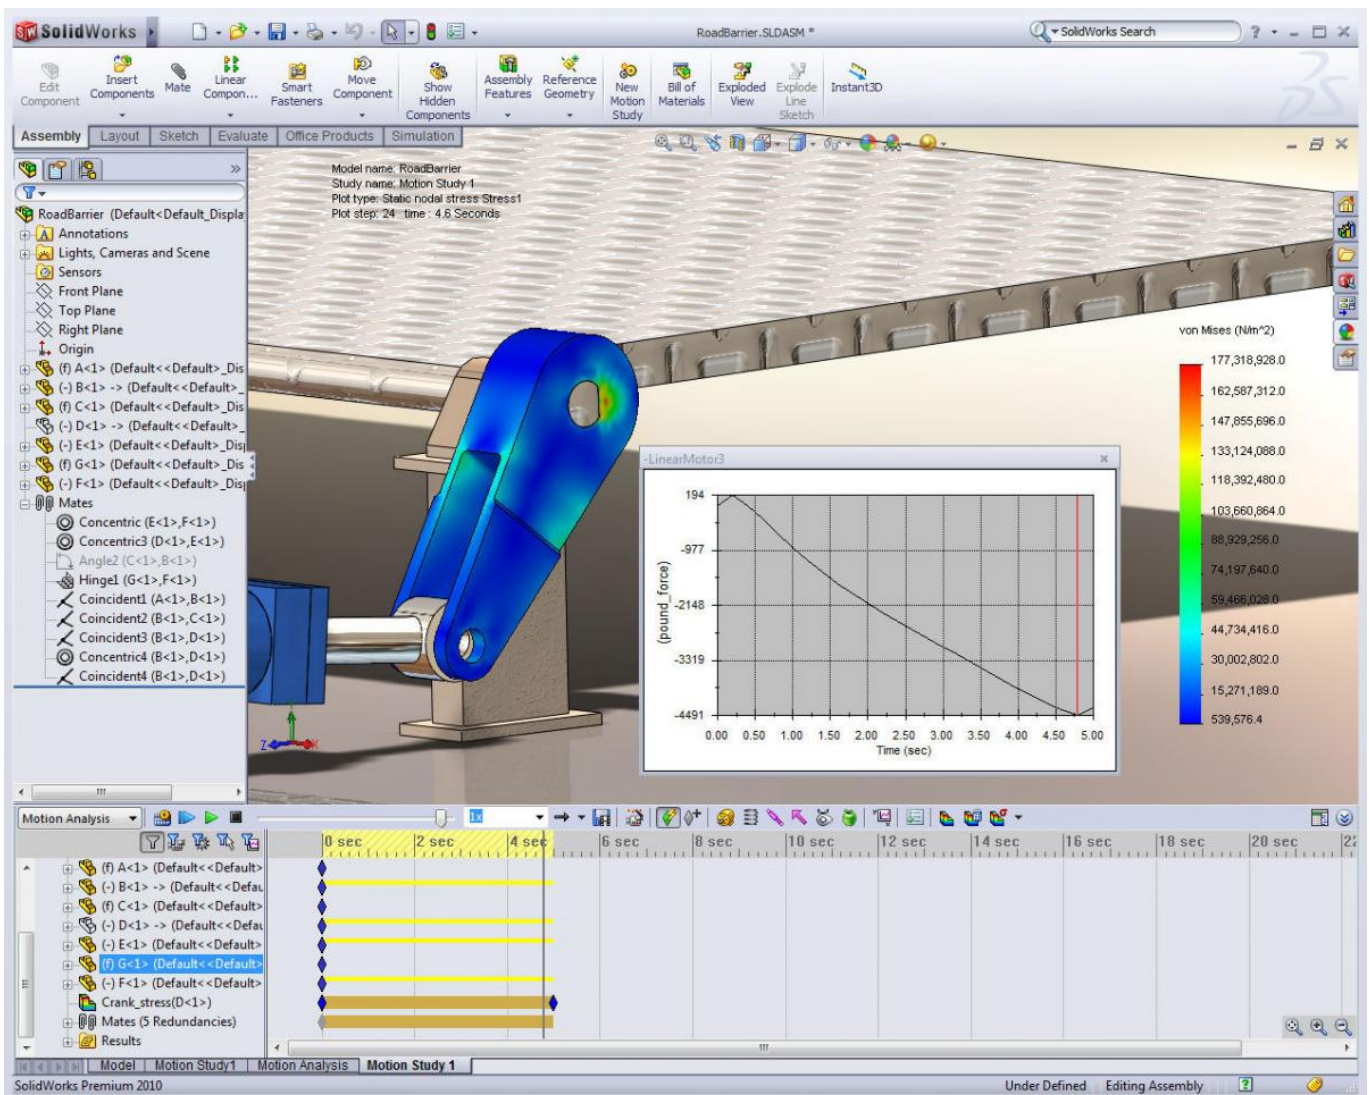 SolidWorks
RoadBarrier.SLDASM *
SolidWorks Search
Edit Component
Insert Components
Mate
Linear Compon...
Smart Fasteners
Move Component
Show Hidden Components
Assembly Features
Reference Geometry
New Motion Study
Bill of Materials
Exploded View
Explode Line Sketch
Instant3D
Assembly Layout Sketch Evaluate Office Products Simulation
Model name: RoadBarrier
Study name: Motion Study 1
Plot type: Static nodal stress Stress1
Plot step: 24 time : 4.6 Seconds
RoadBarrier (Default<Default_Displa
Annotations
Lights, Cameras and Scene
Sensors
Front Plane
Top Plane
Right Plane
Origin
(f) A<1> (Default<<Default>_Dis
(-) B<1> -> (Default<<Default>_
(f) C<1> (Default<<Default>_Dis
(-) D<1> -> (Default<<Default>_
(-) E<1> (Default<<Default>_Disp
(f) G<1> (Default<<Default>_Dis
(-) F<1> (Default<<Default>_Disp
Mates
Concentric (E<1>,F<1>)
Concentric3 (D<1>,E<1>)
Angle2 (C<1>,B<1>)
Hinge1 (G<1>,F<1>)
Coincident1 (A<1>,B<1>)
Coincident2 (B<1>,C<1>)
Coincident3 (B<1>,D<1>)
Concentric4 (B<1>,D<1>)
Coincident4 (B<1>,D<1>)
Z X
von Mises (N/m^2)
177,318,928.0
162,587,312.0
147,855,696.0
133,124,088.0
118,392,480.0
103,660,864.0
88,929,256.0
74,197,640.0
59,466,028.0
44,734,416.0
30,002,802.0
15,271,189.0
539,576.4
-LinearMotor3
(pound_force)
194
-977
-2148
-3319
-4491
0.00 0.50 1.00 1.50 2.00 2.50 3.00 3.50 4.00 4.50 5.00
Time (sec)
Motion Analysis
1x
0 sec 2 sec 4 sec 6 sec 8 sec 10 sec 12 sec 14 sec 16 sec 18 sec 20 sec 22
(f) A<1> (Default<<Default>
(-) B<1> -> (Default<<Defau
(f) C<1> (Default<<Default>
(-) D<1> -> (Default<<Defau
(-) E<1> (Default<<Default>
(f) G<1> (Default<<Default>
(-) F<1> (Default<<Default>
Crank_stress(D<1>)
Mates (5 Redundancies)
Results
Model Motion Study1 Motion Analysis Motion Study 1
SolidWorks Premium 2010
Under Defined Editing Assembly